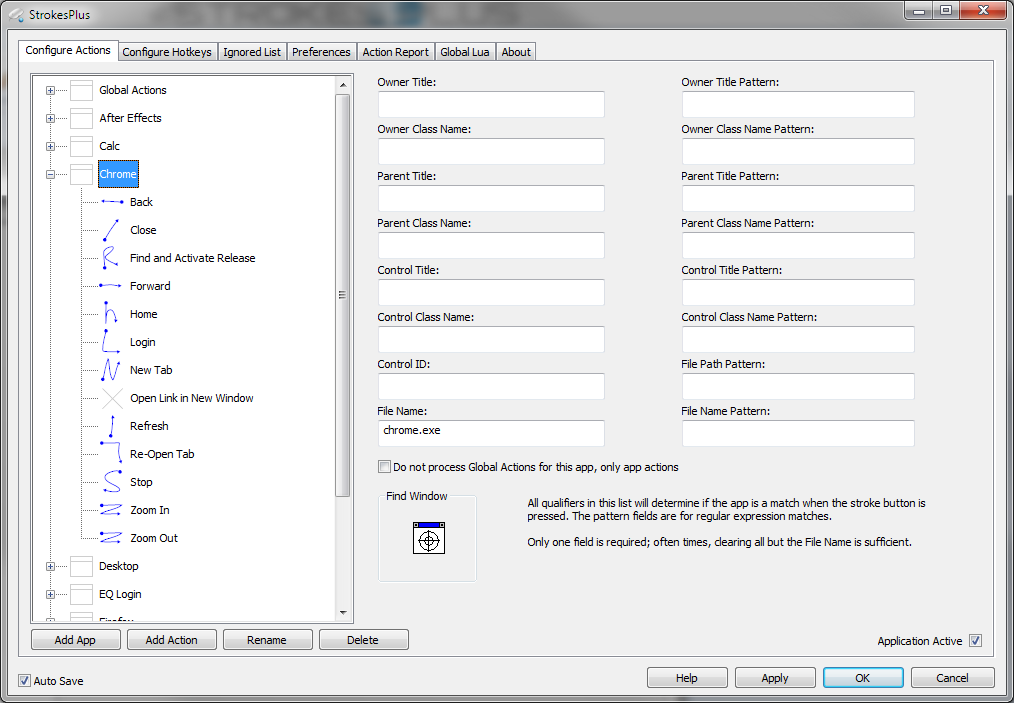 StrokesPlus
Configure Actions
Configure Hotkeys
Ignored List
Preferences
Action Report
Global Lua
About
Global Actions
After Effects
Calc
Chrome
Back
Close
Find and Activate Release
Forward
Home
Login
New Tab
Open Link in New Window
Refresh
Re-Open Tab
Stop
Zoom In
Zoom Out
Desktop
EQ Login
Firefox
Add App
Add Action
Rename
Delete
Owner Title:
Owner Title Pattern:
Owner Class Name:
Owner Class Name Pattern:
Parent Title:
Parent Title Pattern:
Parent Class Name:
Parent Class Name Pattern:
Control Title:
Control Title Pattern:
Control Class Name:
Control Class Name Pattern:
Control ID:
File Path Pattern:
File Name:
File Name Pattern:
chrome.exe
Do not process Global Actions for this app, only app actions
Find Window
All qualifiers in this list will determine if the app is a match when the stroke button is
pressed. The pattern fields are for regular expression matches.
Only one field is required; often times, clearing all but the File Name is sufficient.
Application Active
Auto Save
Help
Apply
OK
Cancel